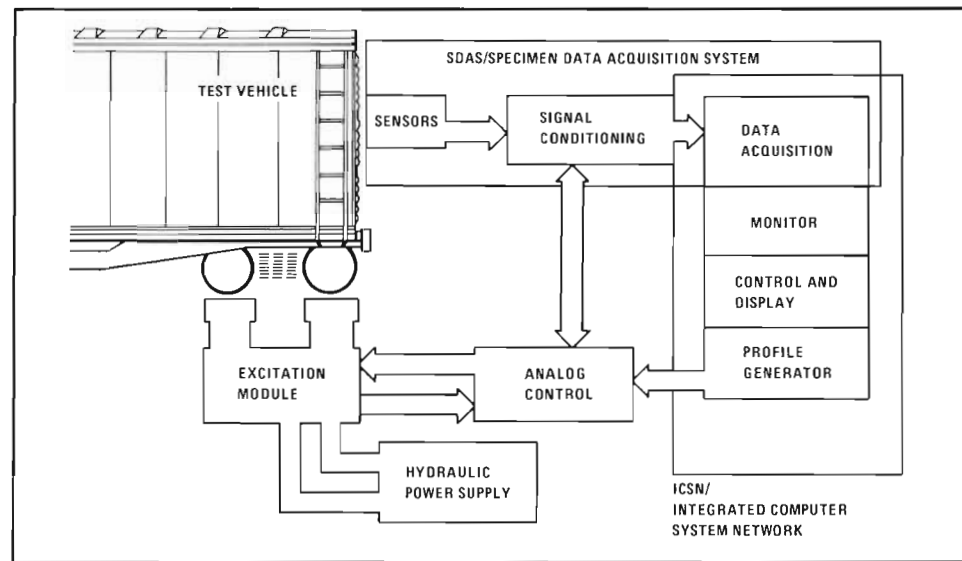 SDAS/SPECIMEN DATA ACQUISITION SYSTEM
TEST VEHICLE
SENSORS
SIGNAL
CONDITIONING
DATA
ACQUISITION
MONITOR
CONTROL AND
DISPLAY
PROFILE
GENERATOR
EXCITATION
MODULE
ANALOG
CONTROL
HYDRAULIC
POWER SUPPLY
ICSN/
INTEGRATED COMPUTER
SYSTEM NETWORK